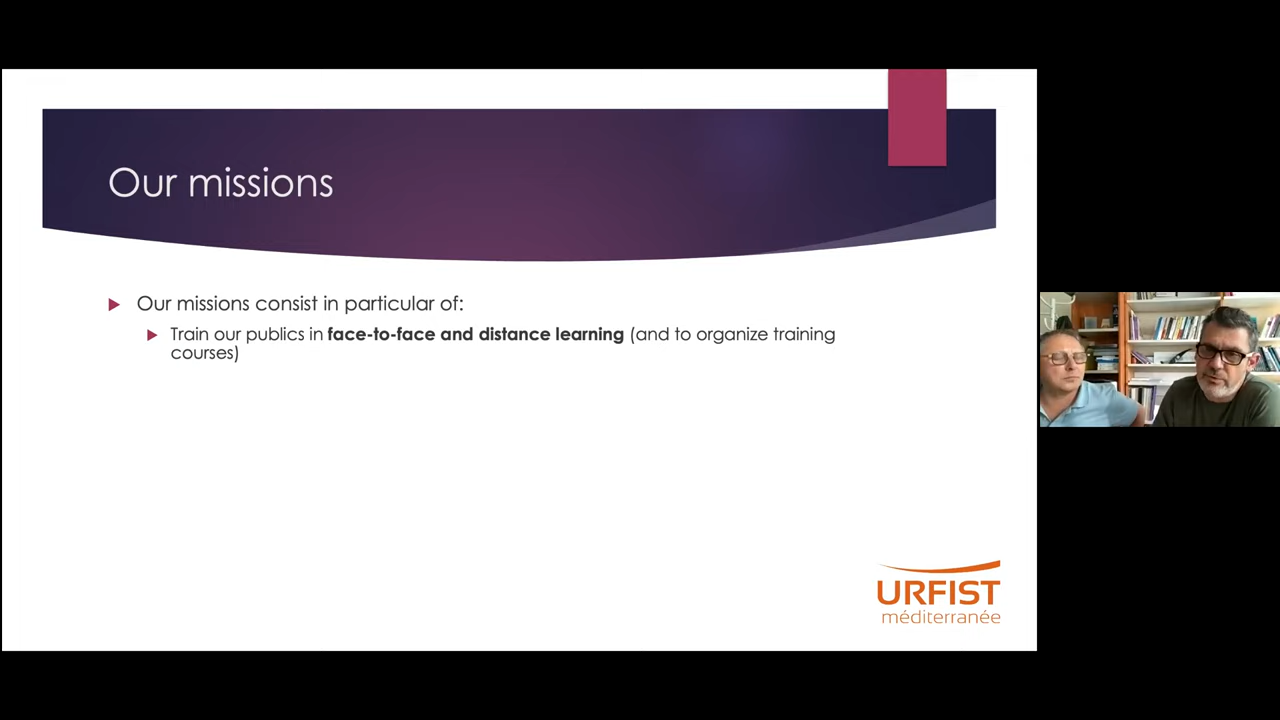 Our missions
Our missions consist in particular of:
Train our publics in face-to-face and distance learning (and to organize training
courses)
URFIST
méditerranée